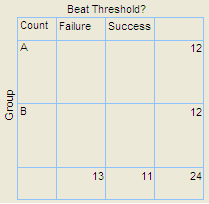 Beat Threshold?
Count Failure Success
A 12
Group
B 12
13 11 24